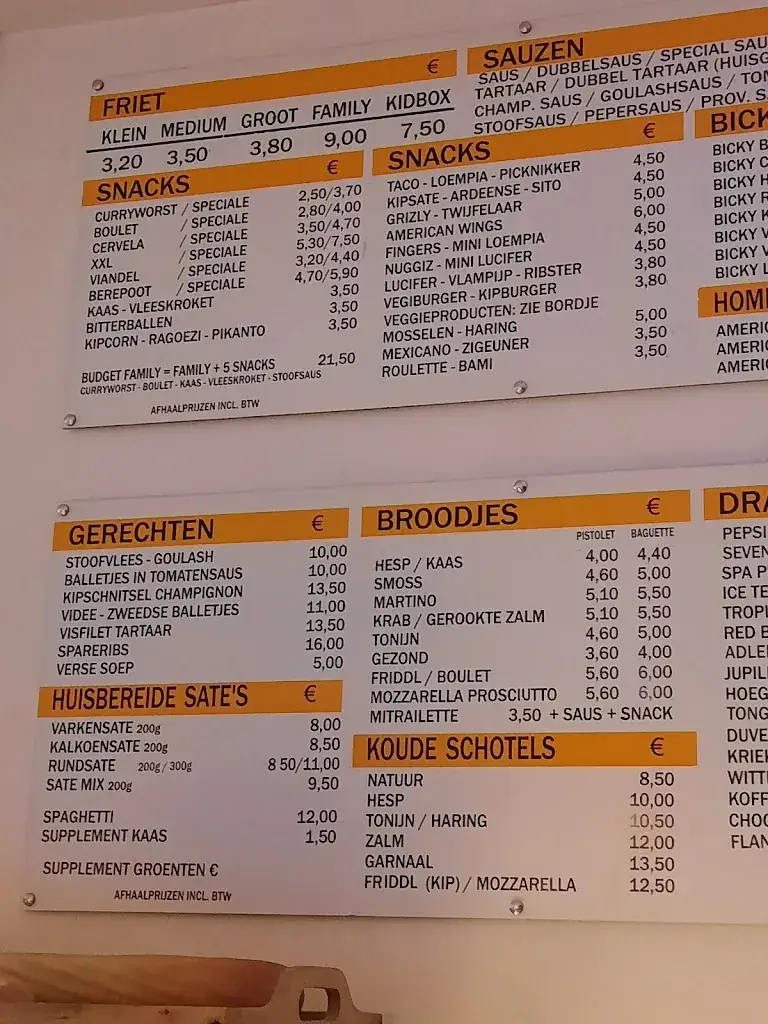 FRIET €
KLEIN MEDIUM GROOT FAMILY KIDBOX
3,20 3,50 3,80 9,00 7,50
SNACKS €
CURRYWORST / SPECIALE 2,50/3,70
BOULET / SPECIALE 2,80/4,00
CERVELA / SPECIALE 3,50/4,70
XXL / SPECIALE 5,30/7,50
VIANDEL / SPECIALE 3,20/4,40
BEREPOOT / SPECIALE 4,70/5,90
KAAS - VLEESKROKET 3,50
BITTERBALLEN 3,50
KIPCORN - RAGOEZI - PIKANTO 3,50
BUDGET FAMILY = FAMILY + 5 SNACKS 21,50
CURRYWORST - BOULET - KAAS - VLEESKROKET - STOOFSAUS
AFHAALPRIJZEN INCL. BTW
SAUZEN
SAUS / DUBBELSAUS / SPECIAL SAU
TARTAAR / DUBBEL TARTAAR (HUISG
CHAMP. SAUS / GOULASHSAUS / TOM
STOOFSAUS / PEPERSAUS / PROV. SA
SNACKS €
TACO - LOEMPIA - PICKNIKKER 4,50
KIPSATE - ARDEENSE - SITO 4,50
GRIZLY - TWIJFELAAR 5,00
AMERICAN WINGS 6,00
FINGERS - MINI LOEMPIA 4,50
NUGGIZ - MINI LUCIFER 4,50
LUCIFER - VLAMPIJP - RIBSTER 3,80
VEGIBURGER - KIPBURGER 3,80
VEGGIEPRODUCTEN: ZIE BORDJE
MOSSELEN - HARING 5,00
MEXICANO - ZIGEUNER 3,50
ROULETTE - BAMI 3,50
BICK
BICKY B
BICKY C
BICKY H
BICKY R
BICKY K
BICKY V
BICKY L
HOM
AMERIC
AMERIC
AMERIC
GERECHTEN €
STOOFVLEES - GOULASH 10,00
BALLETJES IN TOMATENSAUS 10,00
KIPSCHNITSEL CHAMPIGNON 13,50
VIDEE - ZWEEDSE BALLETJES 11,00
VISFILET TARTAAR 13,50
SPARERIBS 16,00
VERSE SOEP 5,00
HUISBEREIDE SATE'S €
VARKENSATE 200g 8,00
KALKOENSATE 200g 8,50
RUNDSATE 200g / 300g 8 50/11,00
SATE MIX 200g 9,50
SPAGHETTI 12,00
SUPPLEMENT KAAS 1,50
SUPPLEMENT GROENTEN €
AFHAALPRIJZEN INCL. BTW
BROODJES €
PISTOLET BAGUETTE
HESP / KAAS 4,00 4,40
SMOSS 4,60 5,00
MARTINO 5,10 5,50
KRAB / GEROOKTE ZALM 5,10 5,50
TONIJN 4,60 5,00
GEZOND 3,60 4,00
FRIDDL / BOULET 5,60 6,00
MOZZARELLA PROSCIUTTO 5,60 6,00
MITRAILETTE 3,50 + SAUS + SNACK
KOUDE SCHOTELS €
NATUUR 8,50
HESP 10,00
TONIJN / HARING 10,50
ZALM 12,00
GARNAAL 13,50
FRIDDL (KIP) / MOZZARELLA 12,50
DRA
PEPSI
SEVEN
SPA P
ICE TE
TROPI
RED B
ADLE
JUPIL
HOEG
TONG
DUVE
KRIEK
WITT
KOFF
CHOC
FLAN